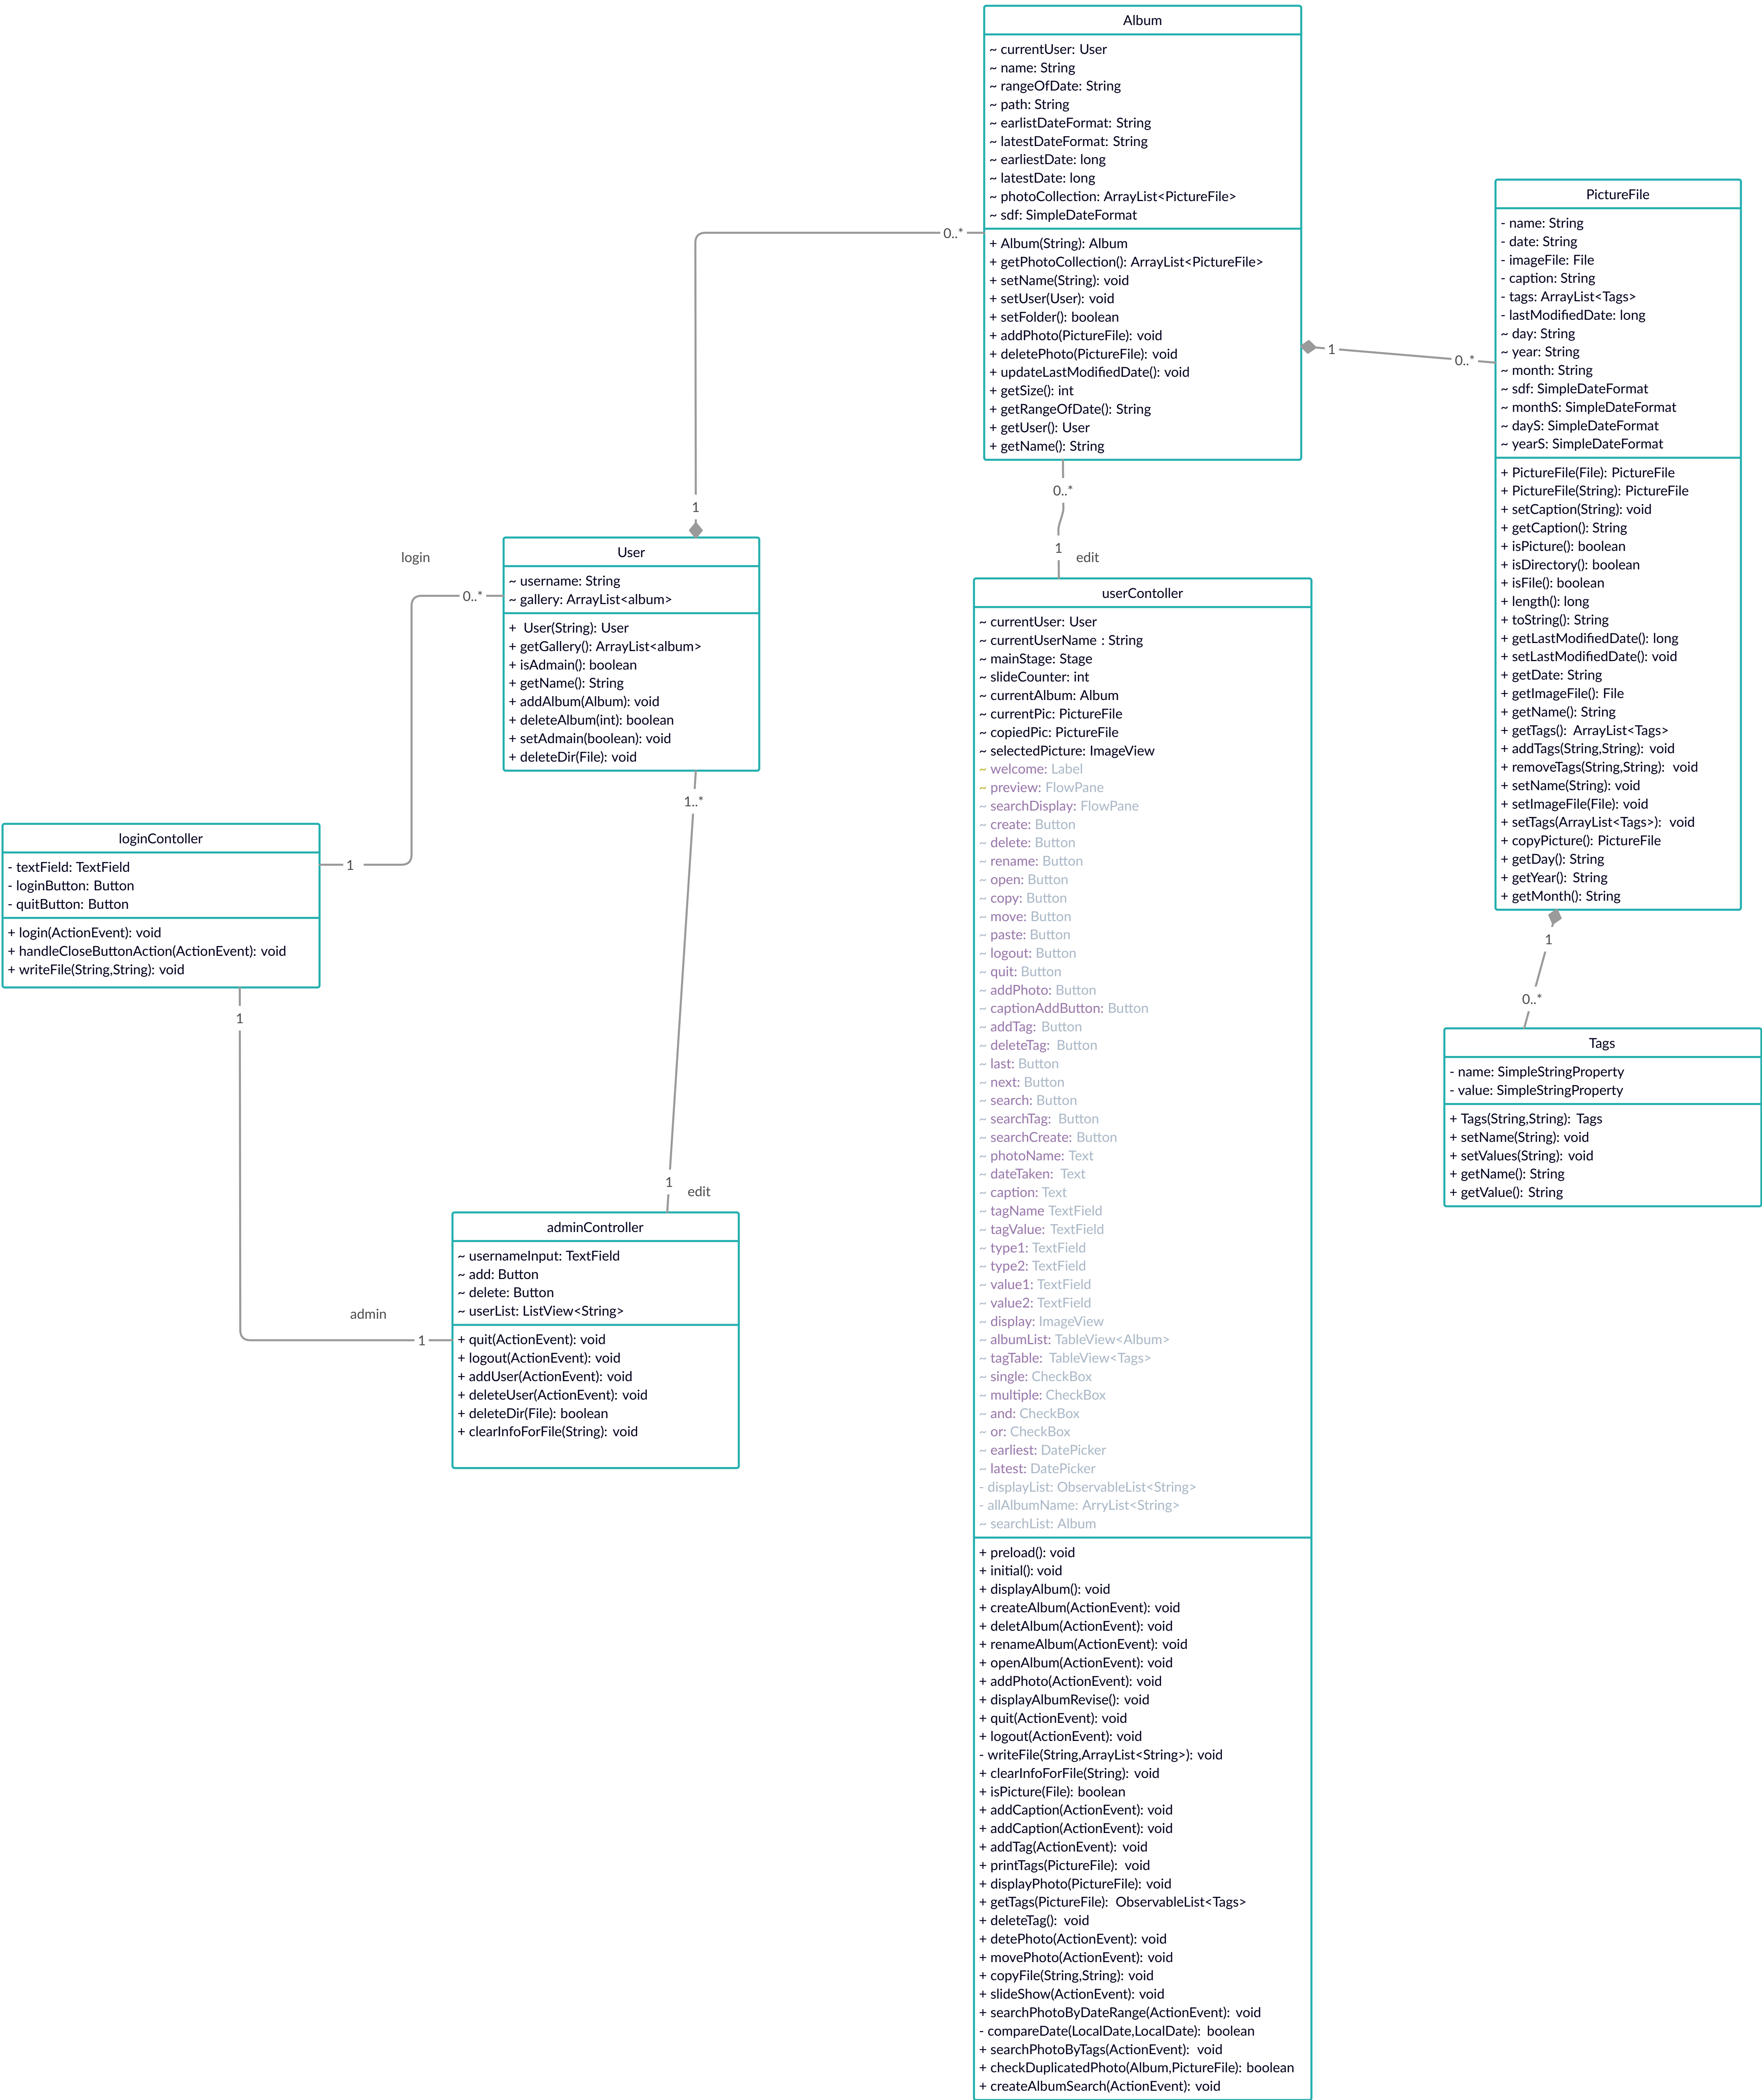 Album
~ currentUser: User
~ name: String
~ rangeOfDate: String
~ path: String
~ earlistDateFormat: String
~ latestDateFormat: String
~ earliestDate: long
~ latestDate: long
~ photoCollection: ArrayList<PictureFile>
~ sdf: SimpleDateFormat
+ Album(String): Album
+ getPhotoCollection(): ArrayList<PictureFile>
+ setName(String): void
+ setUser(User): void
+ setFolder(): boolean
+ addPhoto(PictureFile): void
+ deletePhoto(PictureFile): void
+ updateLastModifiedDate(): void
+ getSize(): int
+ getRangeOfDate(): String
+ getUser(): User
+ getName(): String
0..*
1
1
0..*
0..*
1
edit
PictureFile
- name: String
- date: String
- imageFile: File
- caption: String
- tags: ArrayList<Tags>
- lastModifiedDate: long
~ day: String
~ year: String
~ month: String
~ sdf: SimpleDateFormat
~ monthS: SimpleDateFormat
~ dayS: SimpleDateFormat
~ yearS: SimpleDateFormat
+ PictureFile(File): PictureFile
+ PictureFile(String): PictureFile
+ setCaption(String): void
+ getCaption(): String
+ isPicture(): boolean
+ isDirectory(): boolean
+ isFile(): boolean
+ length(): long
+ toString(): String
+ getLastModifiedDate(): long
+ setLastModifiedDate(): void
+ getDate: String
+ getImageFile(): File
+ getName(): String
+ getTags(): ArrayList<Tags>
+ addTags(String,String): void
+ removeTags(String,String): void
+ setName(String): void
+ setImageFile(File): void
+ setTags(ArrayList<Tags>): void
+ copyPicture(): PictureFile
+ getDay(): String
+ getYear(): String
+ getMonth(): String
1
0..*
Tags
- name: SimpleStringProperty
- value: SimpleStringProperty
+ Tags(String,String): Tags
+ setName(String): void
+ setValues(String): void
+ getName(): String
+ getValue(): String
User
~ username: String
~ gallery: ArrayList<album>
+ User(String): User
+ getGallery(): ArrayList<album>
+ isAdmain(): boolean
+ getName(): String
+ addAlbum(Album): void
+ deleteAlbum(int): boolean
+ setAdmain(boolean): void
+ deleteDir(File): void
login
0..*
1
1..*
1
edit
loginContoller
- textField: TextField
- loginButton: Button
- quitButton: Button
+ login(ActionEvent): void
+ handleCloseButtonAction(ActionEvent): void
+ writeFile(String,String): void
1
admin
1
adminController
~ usernameInput: TextField
~ add: Button
~ delete: Button
~ userList: ListView<String>
+ quit(ActionEvent): void
+ logout(ActionEvent): void
+ addUser(ActionEvent): void
+ deleteUser(ActionEvent): void
+ deleteDir(File): boolean
+ clearInfoForFile(String): void
userContoller
~ currentUser: User
~ currentUserName : String
~ mainStage: Stage
~ slideCounter: int
~ currentAlbum: Album
~ currentPic: PictureFile
~ copiedPic: PictureFile
~ selectedPicture: ImageView
~ welcome: Label
~ preview: FlowPane
~ searchDisplay: FlowPane
~ create: Button
~ delete: Button
~ rename: Button
~ open: Button
~ copy: Button
~ move: Button
~ paste: Button
~ logout: Button
~ quit: Button
~ addPhoto: Button
~ captionAddButton: Button
~ addTag: Button
~ deleteTag: Button
~ last: Button
~ next: Button
~ search: Button
~ searchTag: Button
~ searchCreate: Button
~ photoName: Text
~ dateTaken: Text
~ caption: Text
~ tagName TextField
~ tagValue: TextField
~ type1: TextField
~ type2: TextField
~ value1: TextField
~ value2: TextField
~ display: ImageView
~ albumList: TableView<Album>
~ tagTable: TableView<Tags>
~ single: CheckBox
~ multiple: CheckBox
~ and: CheckBox
~ or: CheckBox
~ earliest: DatePicker
~ latest: DatePicker
- displayList: ObservableList<String>
- allAlbumName: ArryList<String>
~ searchList: Album
+ preload(): void
+ initial(): void
+ displayAlbum(): void
+ createAlbum(ActionEvent): void
+ deletAlbum(ActionEvent): void
+ renameAlbum(ActionEvent): void
+ openAlbum(ActionEvent): void
+ addPhoto(ActionEvent): void
+ displayAlbumRevise(): void
+ quit(ActionEvent): void
+ logout(ActionEvent): void
- writeFile(String,ArrayList<String>): void
+ clearInfoForFile(String): void
+ isPicture(File): boolean
+ addCaption(ActionEvent): void
+ addCaption(ActionEvent): void
+ addTag(ActionEvent): void
+ printTags(PictureFile): void
+ displayPhoto(PictureFile): void
+ getTags(PictureFile): ObservableList<Tags>
+ deleteTag(): void
+ detePhoto(ActionEvent): void
+ movePhoto(ActionEvent): void
+ copyFile(String,String): void
+ slideShow(ActionEvent): void
+ searchPhotoByDateRange(ActionEvent): void
- compareDate(LocalDate,LocalDate): boolean
+ searchPhotoByTags(ActionEvent): void
+ checkDuplicatedPhoto(Album,PictureFile): boolean
+ createAlbumSearch(ActionEvent): void